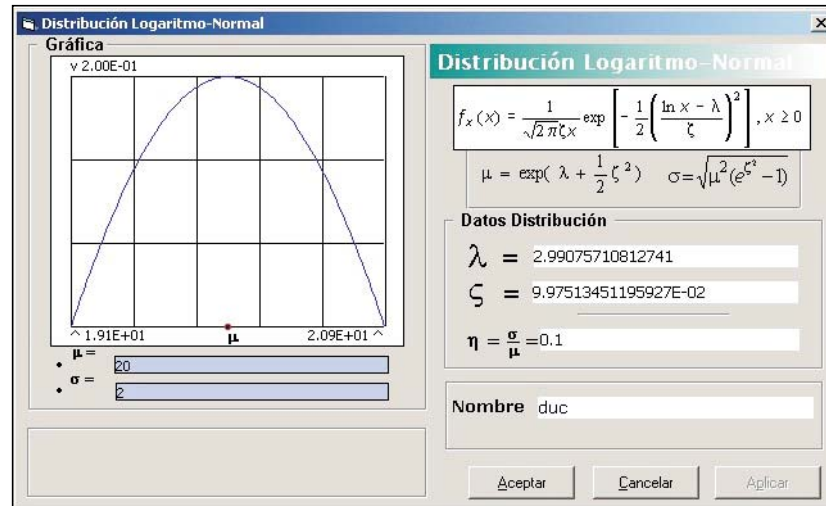 Distribución Logaritmo-Normal
Gráfica
v 2.00E-01
^ 1.91E+01 μ 2.09E+01 ^
• μ = 20
• σ = 2
Distribución Logaritmo-Normal
fₓ(x) = 1/(√(2π)ζx) exp[-1/2((ln x - λ)/ζ)²], x ≥ 0
μ = exp(λ + 1/2 ζ²) σ=√(μ²(e^(ζ²)-1))
Datos Distribución
λ = 2.99075710812741
ζ = 9.97513451195927E-02
η = σ/μ =0.1
Nombre duc
Aceptar Cancelar Aplicar